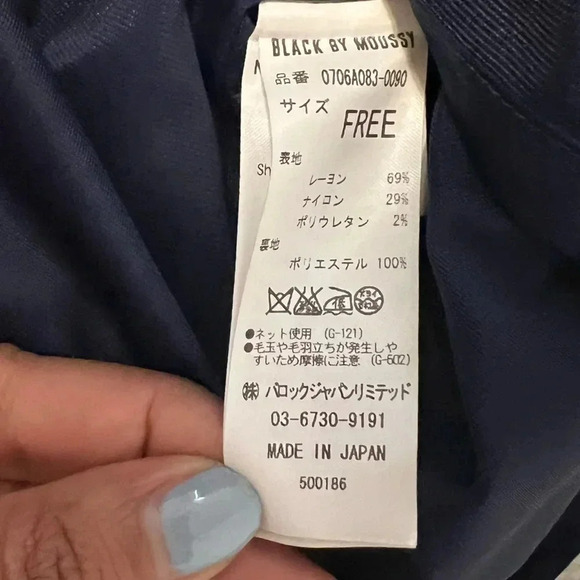 BLACK BY MOUSSY
品番 0706A083-0090
サイズ
FREE
表地
レーヨン 69%
ナイロン 29%
ポリウレタン 2%
裏地
ポリエステル 100%
ドライ
●ネット使用 (G-121)
●毛玉や毛羽立ちが発生しや
すいため摩擦に注意 (G-502)
㈱ バロックジャパンリミテッド
03-6730-9191
MADE IN JAPAN
500186